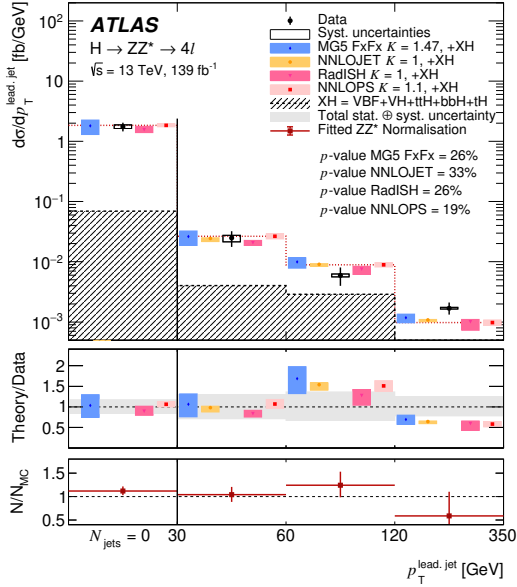 ATLAS
H → ZZ* → 4l
√s = 13 TeV, 139 fb⁻¹
Data
Syst. uncertainties
MG5 FxFx K = 1.47, +XH
NNLOJET K = 1, +XH
RadISH K = 1, +XH
NNLOPS K = 1.1, +XH
XH = VBF+VH+ttH+bbH+tH
Total stat. ⊕ syst. uncertainty
Fitted ZZ* Normalisation
p-value MG5 FxFx = 26%
p-value NNLOJET = 33%
p-value RadISH = 26%
p-value NNLOPS = 19%
dσ/dp_T^lead. jet [fb/GeV]
10²
10
1
10⁻¹
10⁻²
10⁻³
Theory/Data
2
1.5
1
0.5
N/N_MC
1.5
1
0.5
N_jets = 0
30
60
120
350
p_T^lead. jet [GeV]